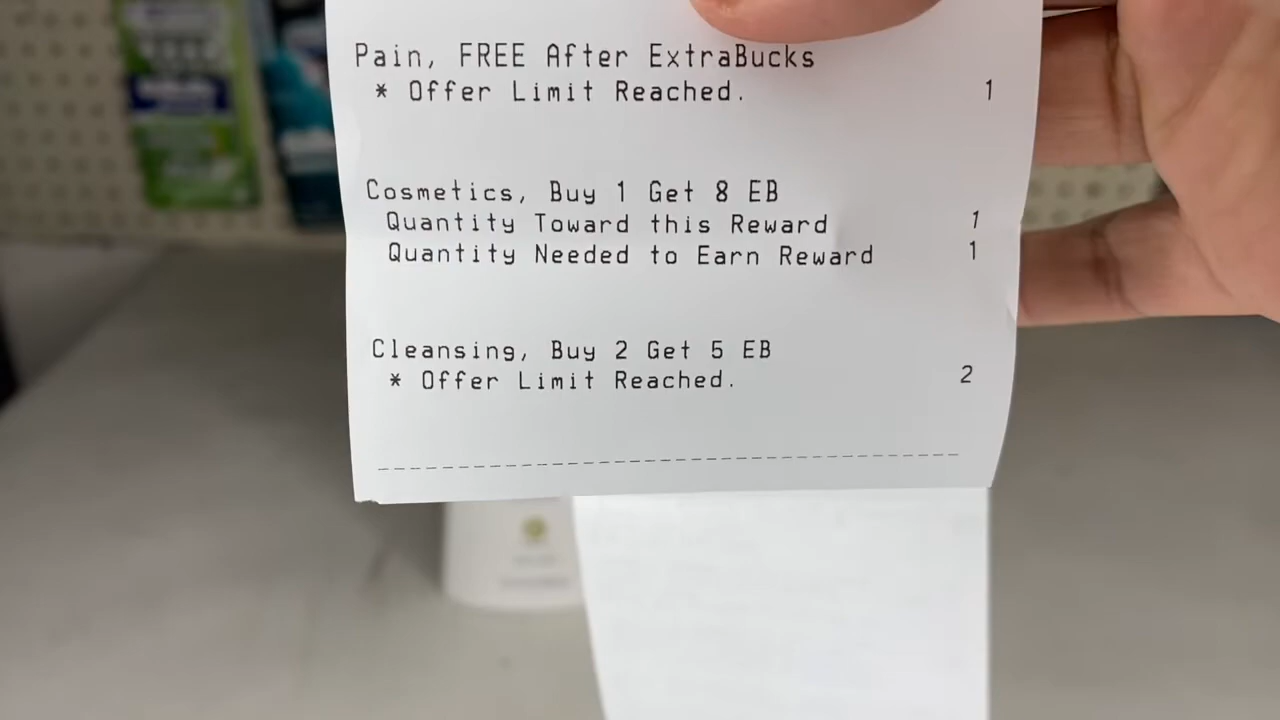 Pain, FREE After ExtraBucks
* Offer Limit Reached. 1
Cosmetics, Buy 1 Get 8 EB
Quantity Toward this Reward 1
Quantity Needed to Earn Reward 1
Cleansing, Buy 2 Get 5 EB
* Offer Limit Reached. 2